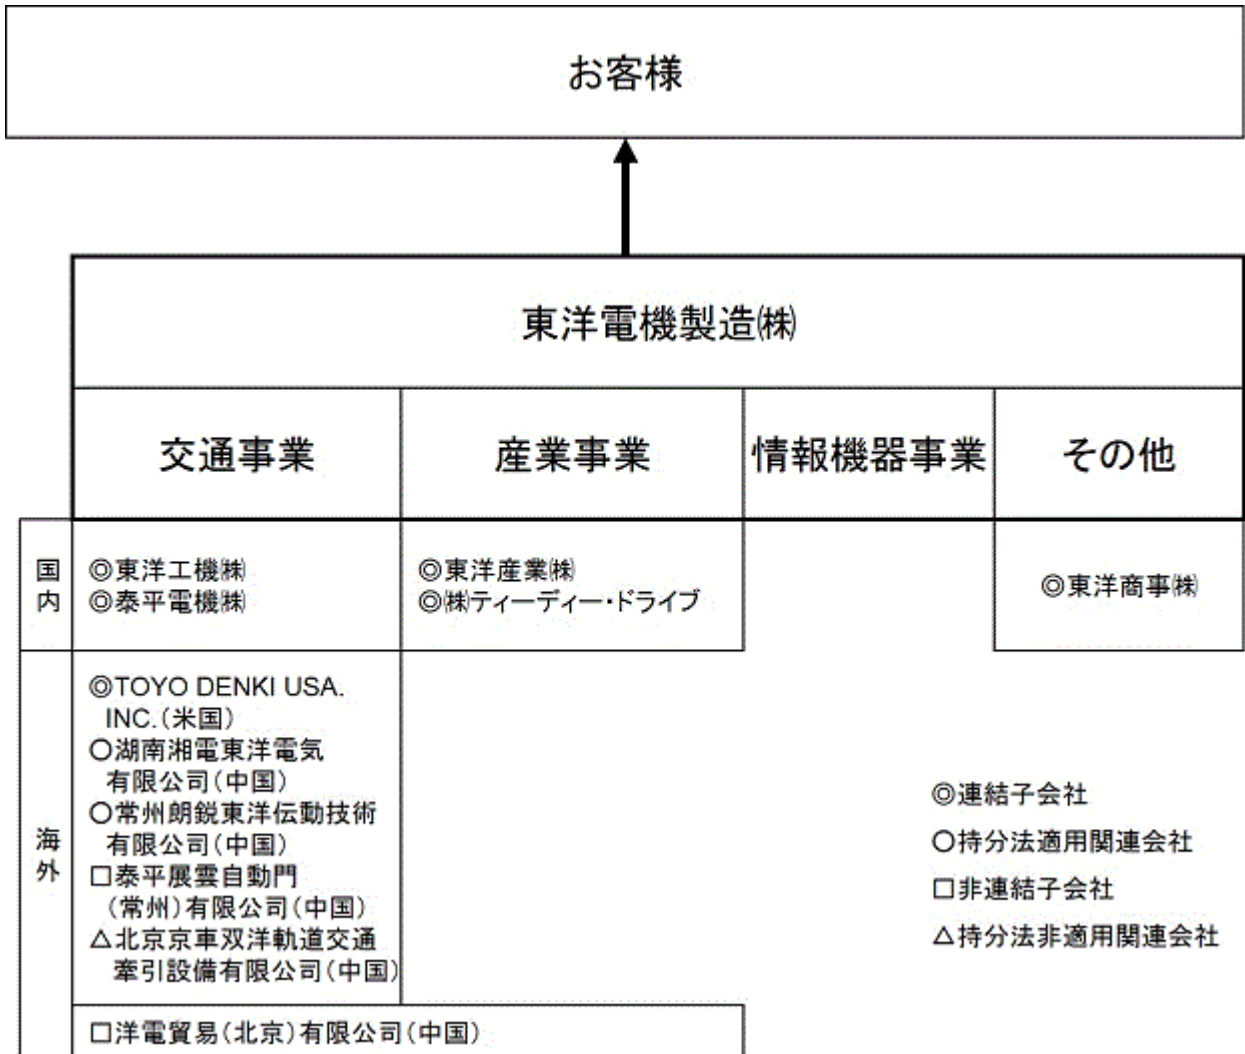 お客様
東洋電機製造㈱
交通事業
産業事業
情報機器事業
その他
国内
◎東洋工機㈱
◎泰平電機㈱
◎東洋産業㈱
◎㈱ティーディー・ドライブ
◎東洋商事㈱
海外
◎TOYO DENKI USA.
INC.(米国)
○湖南湘電東洋電気
有限公司(中国)
○常州朗鋭東洋伝動技術
有限公司(中国)
□泰平展雲自動門
(常州)有限公司(中国)
△北京京車双洋軌道交通
牽引設備有限公司(中国)
□洋電貿易(北京)有限公司(中国)
◎連結子会社
○持分法適用関連会社
□非連結子会社
△持分法非適用関連会社